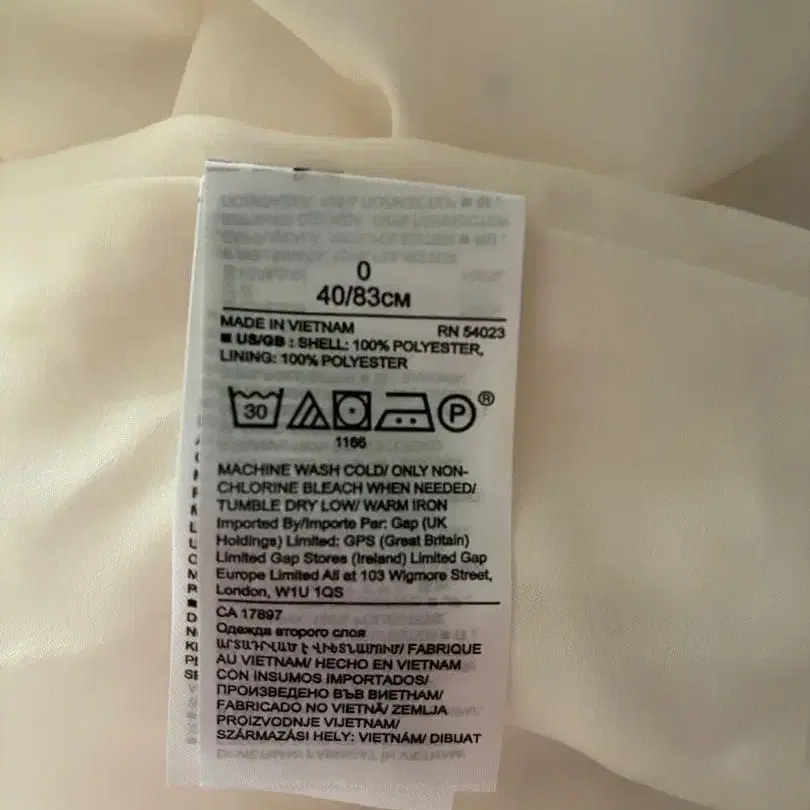 0
40/83CM
MADE IN VIETNAM RN 54023
■ US/GB : SHELL: 100% POLYESTER,
LINING: 100% POLYESTER
30 P ®
1166
MACHINE WASH COLD/ ONLY NON-
CHLORINE BLEACH WHEN NEEDED/
TUMBLE DRY LOW/ WARM IRON
Imported By/Importe Par: Gap (UK
Holdings) Limited: GPS (Great Britain)
Limited Gap Stores (Ireland) Limited Gap
Europe Limited All at 103 Wigmore Street,
London, W1U 1QS
CA 17897
Одежда второго слоя
ԱՐՏԱԴՐՎԱԾ Է ՎԻԵՏՆԱՄՈՒՄ/ FABRIQUE
AU VIETNAM/ HECHO EN VIETNAM
CON INSUMOS IMPORTADOS/
ПРОИЗВЕДЕНО ВЪВ ВИЕТНАМ/
FABRICADO NO VIETNÃ/ ZEMLJA
PROIZVODNJE VIJETNAM/
SZÁRMAZÁSI HELY: VIETNÁM/ DIBUAT